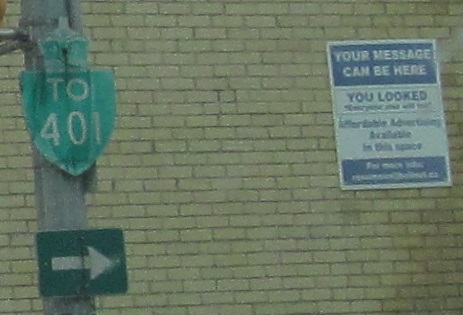 TO
401
YOUR MESSAGE
CAN BE HERE
YOU LOOKED
Affordable Advertising
Available
in this space
For more info: